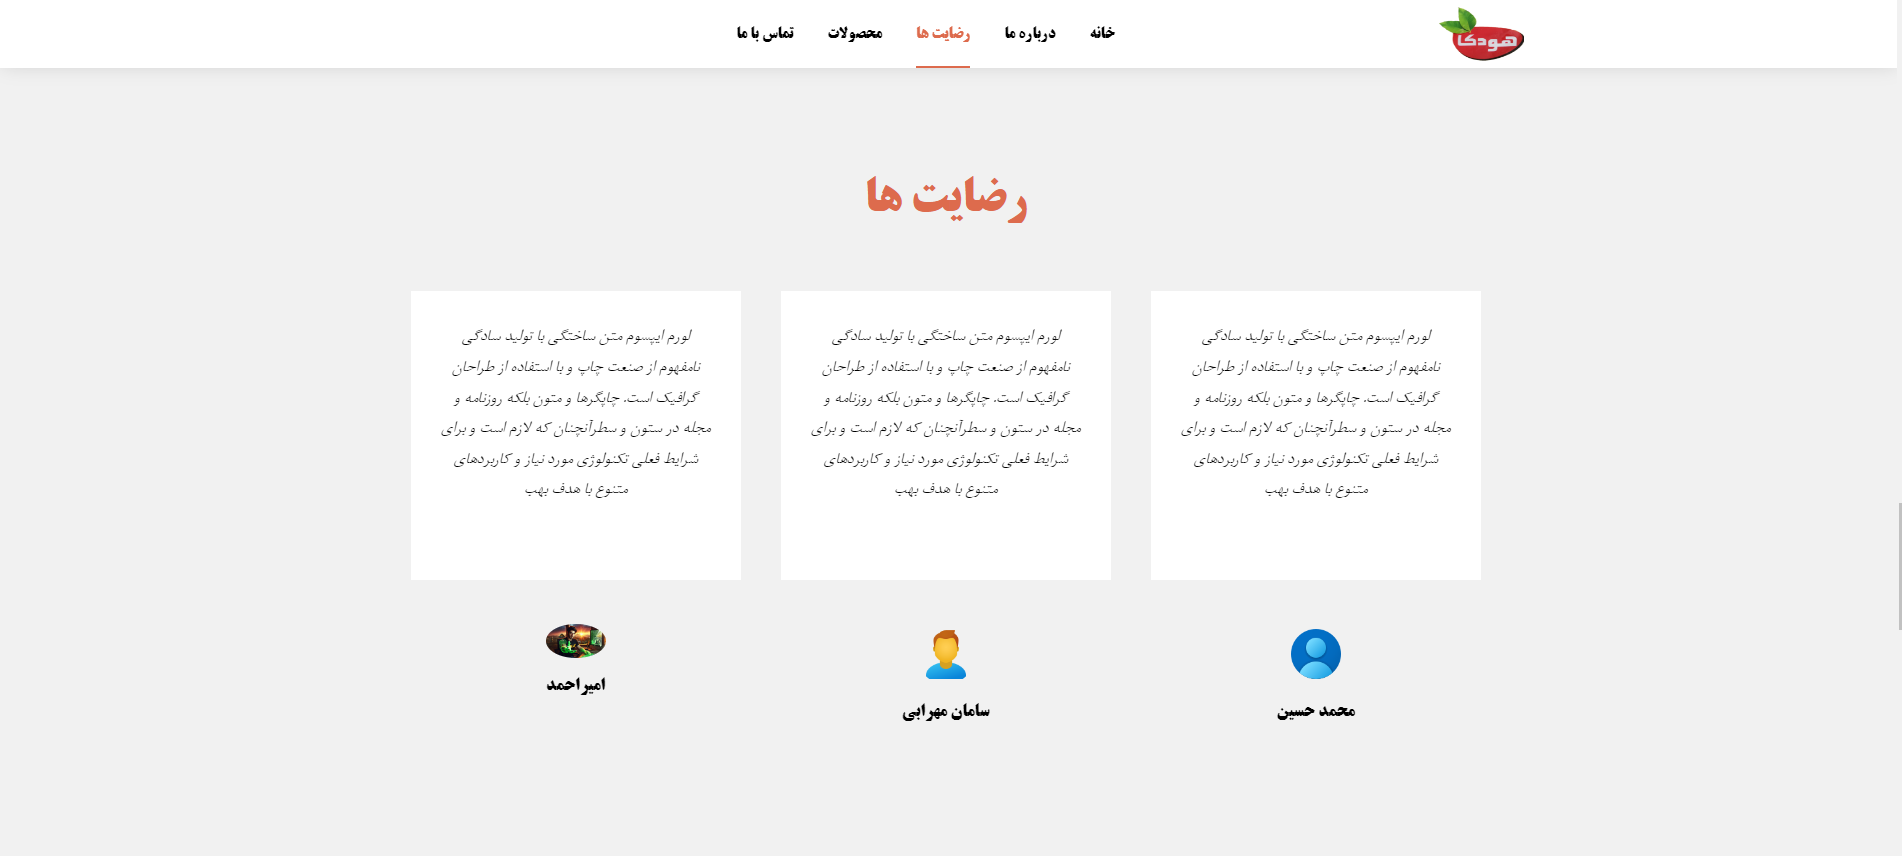 هودکا
خانه درباره ما رضایت ها محصولات تماس با ما
رضایت ها
لورم ایپسوم متن ساختگی با تولید سادگی
نامفهوم از صنعت چاپ و با استفاده از طراحان
گرافیک است. چاپگرها و متون بلکه روزنامه و
مجله در ستون و سطرآنچنان که لازم است و برای
شرایط فعلی تکنولوژی مورد نیاز و کاربردهای
متنوع با هدف بهب
محمد حسین
لورم ایپسوم متن ساختگی با تولید سادگی
نامفهوم از صنعت چاپ و با استفاده از طراحان
گرافیک است. چاپگرها و متون بلکه روزنامه و
مجله در ستون و سطرآنچنان که لازم است و برای
شرایط فعلی تکنولوژی مورد نیاز و کاربردهای
متنوع با هدف بهب
سامان مهرابی
لورم ایپسوم متن ساختگی با تولید سادگی
نامفهوم از صنعت چاپ و با استفاده از طراحان
گرافیک است. چاپگرها و متون بلکه روزنامه و
مجله در ستون و سطرآنچنان که لازم است و برای
شرایط فعلی تکنولوژی مورد نیاز و کاربردهای
متنوع با هدف بهب
امیراحمد